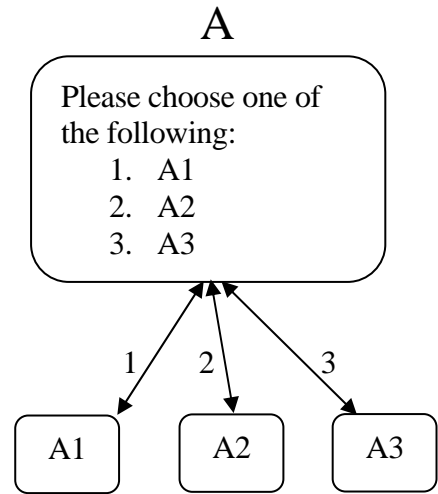 A
Please choose one of
the following:
1. A1
2. A2
3. A3
1 2 3
A1 A2 A3